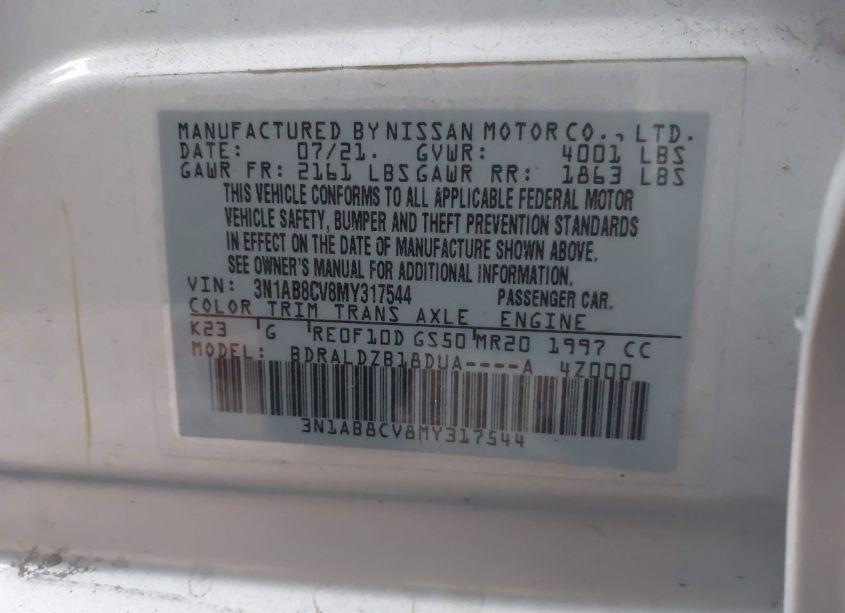 MANUFACTURED BY NISSAN MOTOR CO., LTD.
DATE: 07/21. GVWR: 4001 LBS
GAWR FR: 2161 LBS GAWR RR: 1863 LBS
THIS VEHICLE CONFORMS TO ALL APPLICABLE FEDERAL MOTOR
VEHICLE SAFETY, BUMPER AND THEFT PREVENTION STANDARDS
IN EFFECT ON THE DATE OF MANUFACTURE SHOWN ABOVE.
SEE OWNER'S MANUAL FOR ADDITIONAL INFORMATION.
VIN: 3N1AB8CV8MY317544 PASSENGER CAR.
COLOR TRIM TRANS AXLE ENGINE
K23 G RE0F10D GS50 MR20 1997 CC
MODEL: BDRALDZB18DUA----A 4Z000
3N1AB8CV8MY317544